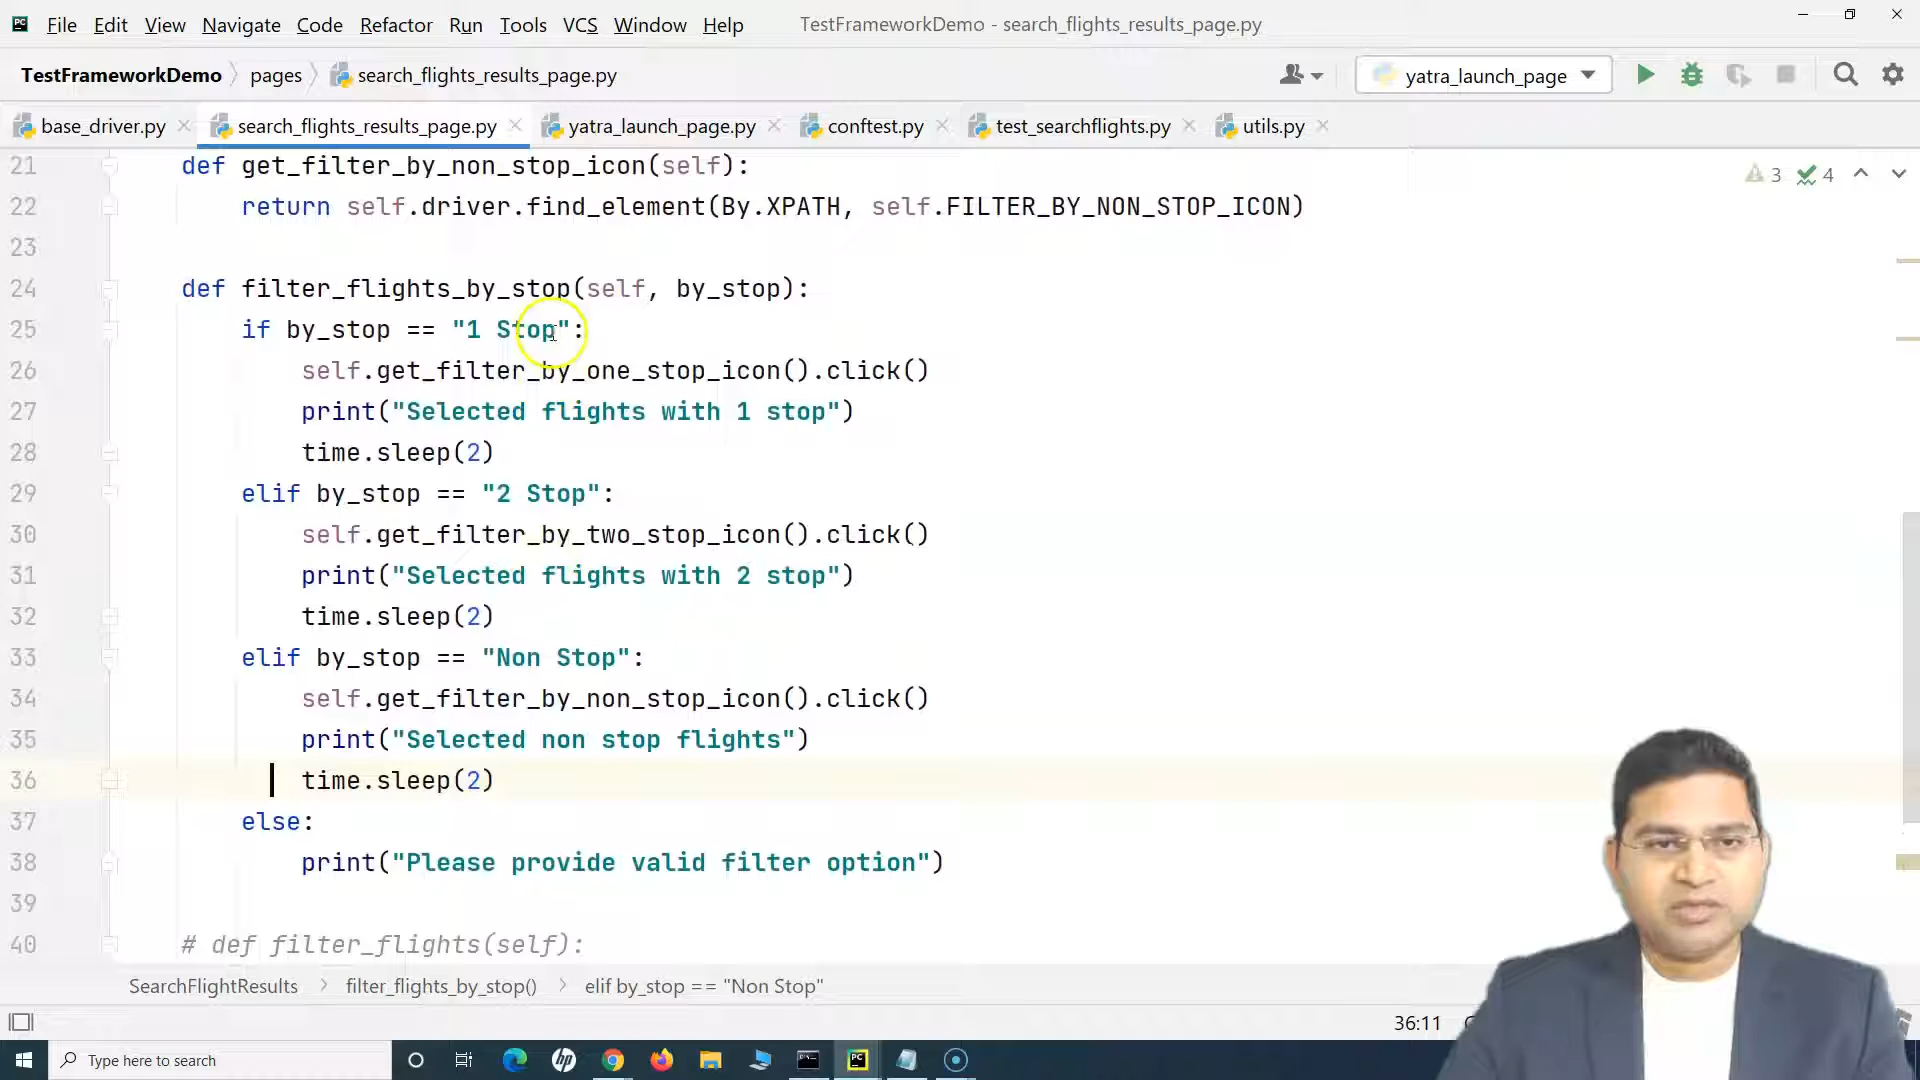 File Edit View Navigate Code Refactor Run Tools VCS Window Help TestFrameworkDemo - search_flights_results_page.py
TestFrameworkDemo pages search_flights_results_page.py yatra_launch_page
base_driver.py search_flights_results_page.py yatra_launch_page.py conftest.py test_searchflights.py utils.py
21 def get_filter_by_non_stop_icon(self):
3 4
22 return self.driver.find_element(By.XPATH, self.FILTER_BY_NON_STOP_ICON)
23
24 def filter_flights_by_stop(self, by_stop):
25 if by_stop == "1 Stop":
26 self.get_filter_by_one_stop_icon().click()
27 print("Selected flights with 1 stop")
28 time.sleep(2)
29 elif by_stop == "2 Stop":
30 self.get_filter_by_two_stop_icon().click()
31 print("Selected flights with 2 stop")
32 time.sleep(2)
33 elif by_stop == "Non Stop":
34 self.get_filter_by_non_stop_icon().click()
35 print("Selected non stop flights")
36 time.sleep(2)
37 else:
38 print("Please provide valid filter option")
39
40 # def filter_flights(self):
SearchFlightResults filter_flights_by_stop() elif by_stop == "Non Stop"
36:11
Type here to search